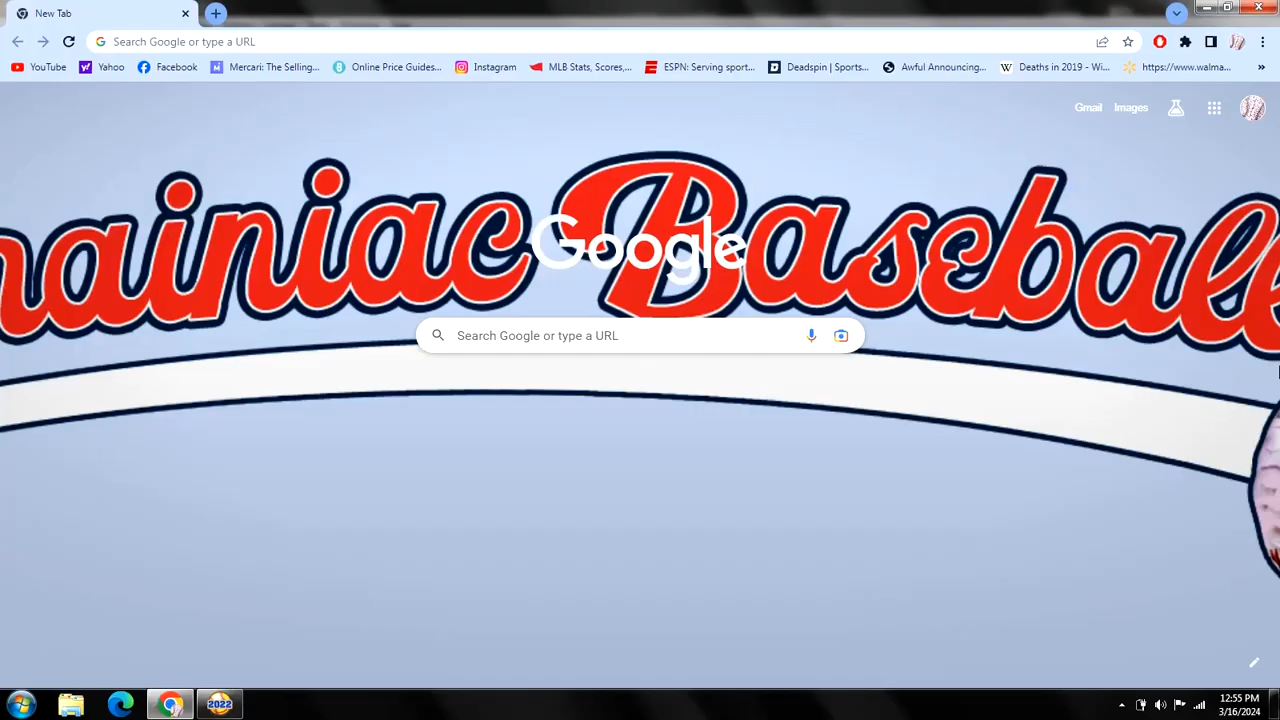 New Tab
Search Google or type a URL
YouTube
Yahoo
Facebook
Mercari: The Selling...
Online Price Guides...
Instagram
MLB Stats, Scores,...
ESPN: Serving sport...
Deadspin | Sports...
Awful Announcing...
Deaths in 2019 - Wi...
https://www.walma...
»
Gmail
Images
ainiac Baseball
Google
Search Google or type a URL
2022
12:55 PM
3/16/2024